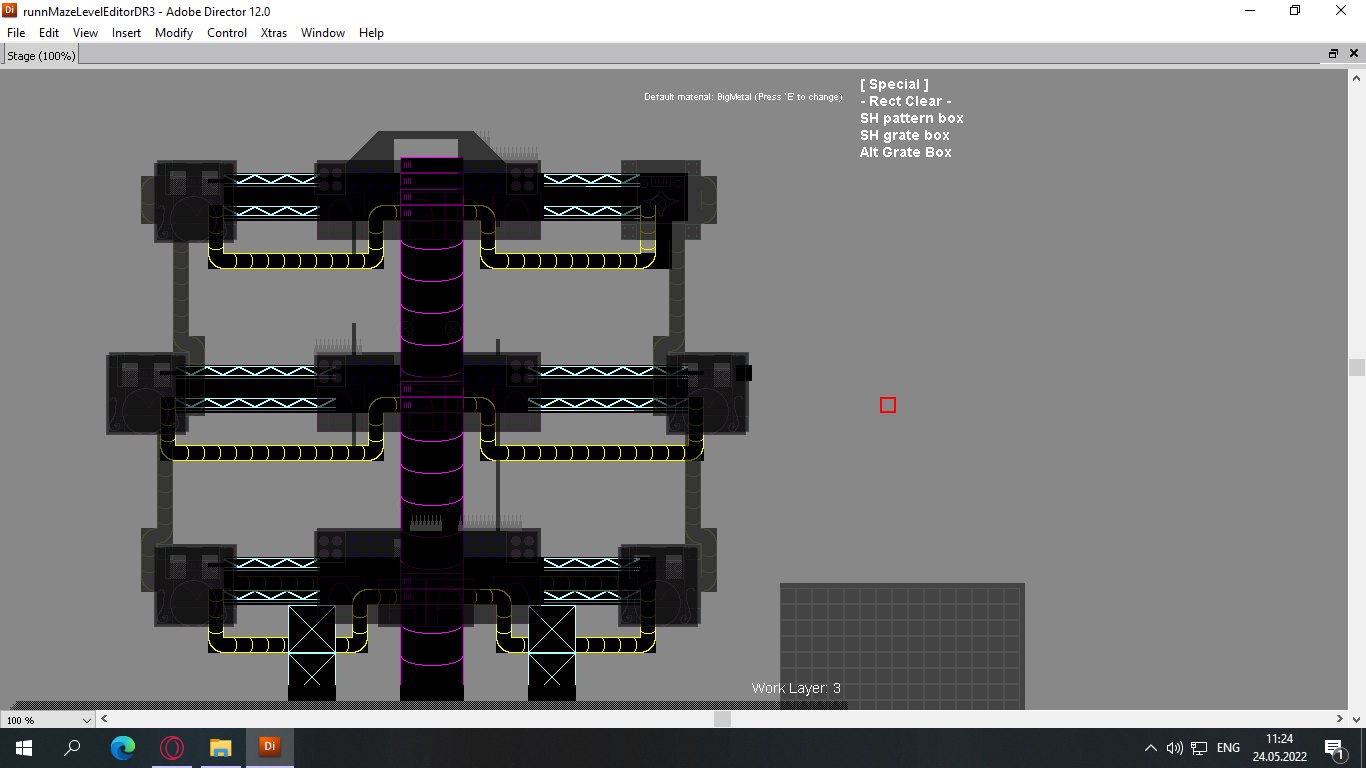 runnMazeLevelEditorDR3 - Adobe Director 12.0
File Edit View Insert Modify Control Xtras Window Help
Stage (100%)
Default material: BigMetal (Press 'E' to change)
[ Special ]
- Rect Clear -
SH pattern box
SH grate box
Alt Grate Box
Work Layer: 3
100 %
Di
ENG
11:24
24.05.2022
1